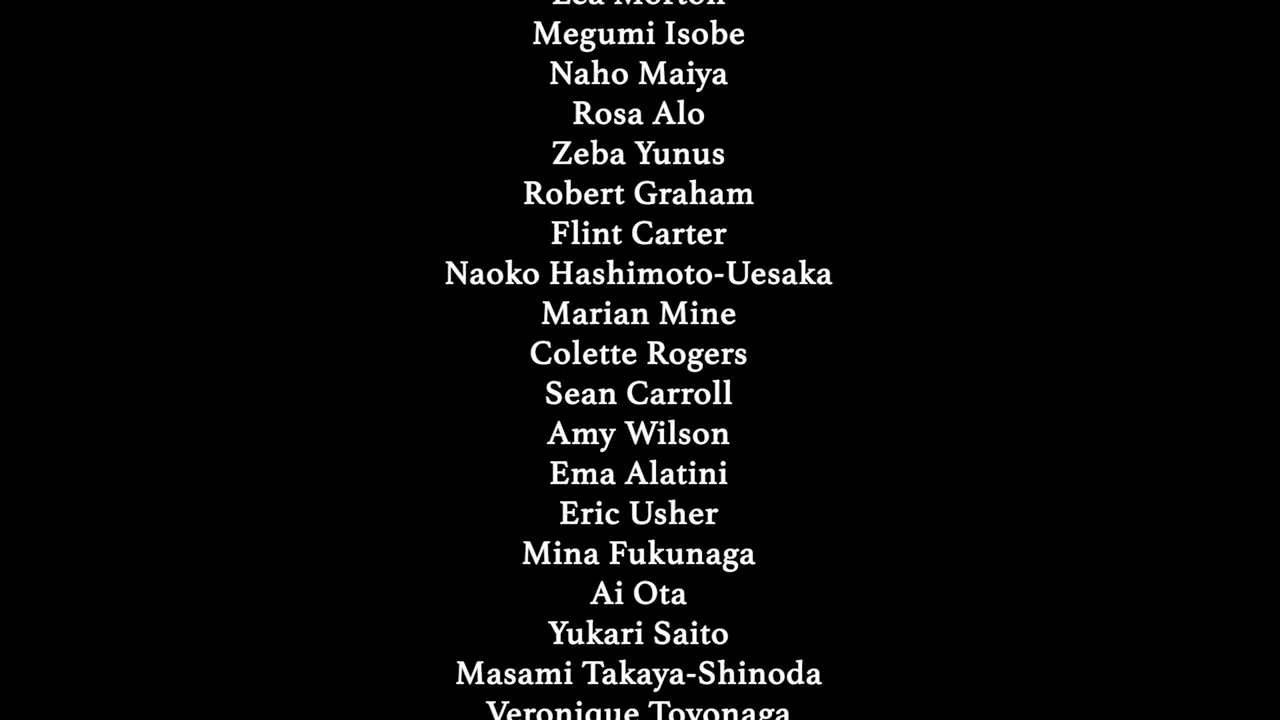 Lea Morton
Megumi Isobe
Naho Maiya
Rosa Alo
Zeba Yunus
Robert Graham
Flint Carter
Naoko Hashimoto-Uesaka
Marian Mine
Colette Rogers
Sean Carroll
Amy Wilson
Ema Alatini
Eric Usher
Mina Fukunaga
Ai Ota
Yukari Saito
Masami Takaya-Shinoda
Veronique Toyonaga